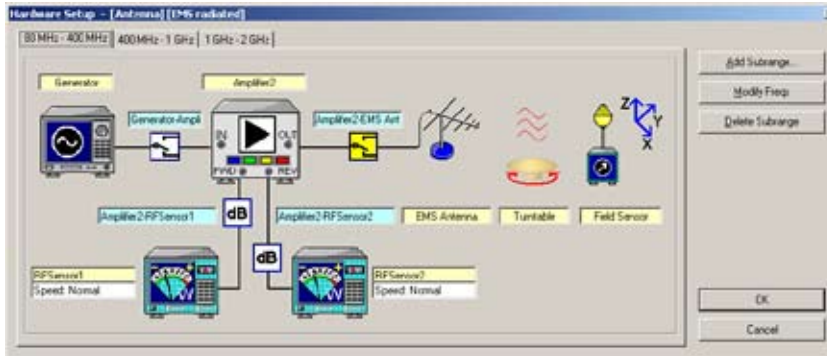 Hardware Setup - [Antenna] [EMS radiated]
80 MHz - 400 MHz
400 MHz - 1 GHz
1 GHz - 2 GHz
Add Subrange...
Modify Freq
Delete Subrange
Generator
Amplifier2
Generator-Ampli
Amplifier2-EMS Ant
IN
OUT
FWD
REV
Z
Y
X
dB
Amplifier2-RFSensor1
Amplifier2-RFSensor2
EMS Antenna
Turntable
Field Sensor
dB
RFSensor1
Speed: Normal
RFSensor2
Speed: Normal
OK
Cancel